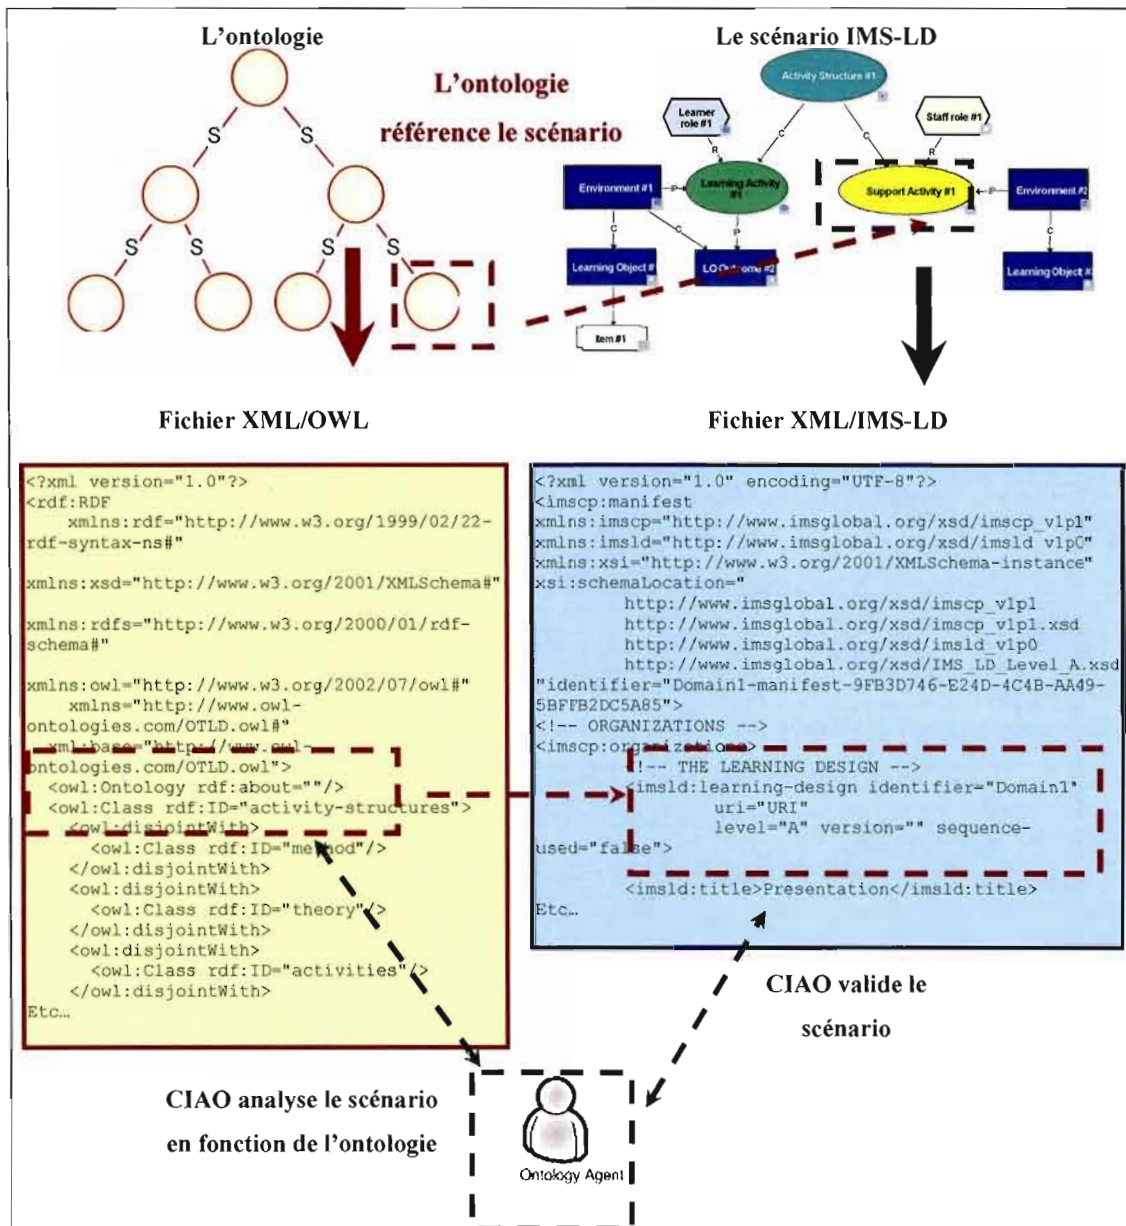 L'ontologie
Le scénario IMS-LD
L'ontologie
référence le scénario
S
S
S
S
S
S
Activity Structure #1
Learner
role #1
Staff role #1
C
C
R
R
Environment #1
P
Learning Activity
#1
Support Activity #1
P
Environment #2
C
C
P
C
Learning Object #
LO Outcome #2
Learning Object #
Item #1
Fichier XML/OWL
Fichier XML/IMS-LD
<?xml version="1.0"?>
<rdf:RDF
xmlns:rdf="http://www.w3.org/1999/02/22-
rdf-syntax-ns#"
xmlns:xsd="http://www.w3.org/2001/XMLSchema#"
xmlns:rdfs="http://www.w3.org/2000/01/rdf-
schema#"
xmlns:owl="http://www.w3.org/2002/07/owl#"
xmlns="http://www.owl-
ontologies.com/OTLD.owl#"
xml:base="http://www.owl-
ontologies.com/OTLD.owl">
<owl:Ontology rdf:about=""/>
<owl:Class rdf:ID="activity-structures">
<owl:disjointWith>
<owl:Class rdf:ID="method"/>
</owl:disjointWith>
<owl:disjointWith>
<owl:Class rdf:ID="theory"/>
</owl:disjointWith>
<owl:disjointWith>
<owl:Class rdf:ID="activities"/>
</owl:disjointWith>
Etc…
<?xml version="1.0" encoding="UTF-8"?>
<imscp:manifest
xmlns:imscp="http://www.imsglobal.org/xsd/imscp_v1p1"
xmlns:imsld="http://www.imsglobal.org/xsd/imsld_v1p0"
xmlns:xsi="http://www.w3.org/2001/XMLSchema-instance"
xsi:schemaLocation="
http://www.imsglobal.org/xsd/imscp_v1p1
http://www.imsglobal.org/xsd/imscp_v1p1.xsd
http://www.imsglobal.org/xsd/imsld_v1p0
http://www.imsglobal.org/xsd/IMS_LD_Level_A.xsd
"identifier="Domain1-manifest-9FB3D746-E24D-4C4B-AA49-
5BFFB2DC5A85">
<!-- ORGANIZATIONS -->
<imscp:organizations>
<!-- THE LEARNING DESIGN -->
<imsld:learning-design identifier="Domain1"
uri="URI"
level="A" version="" sequence-
used="false">
<imsld:title>Presentation</imsld:title>
Etc…
CIAO valide le
scénario
CIAO analyse le scénario
en fonction de l'ontologie
Ontology Agent